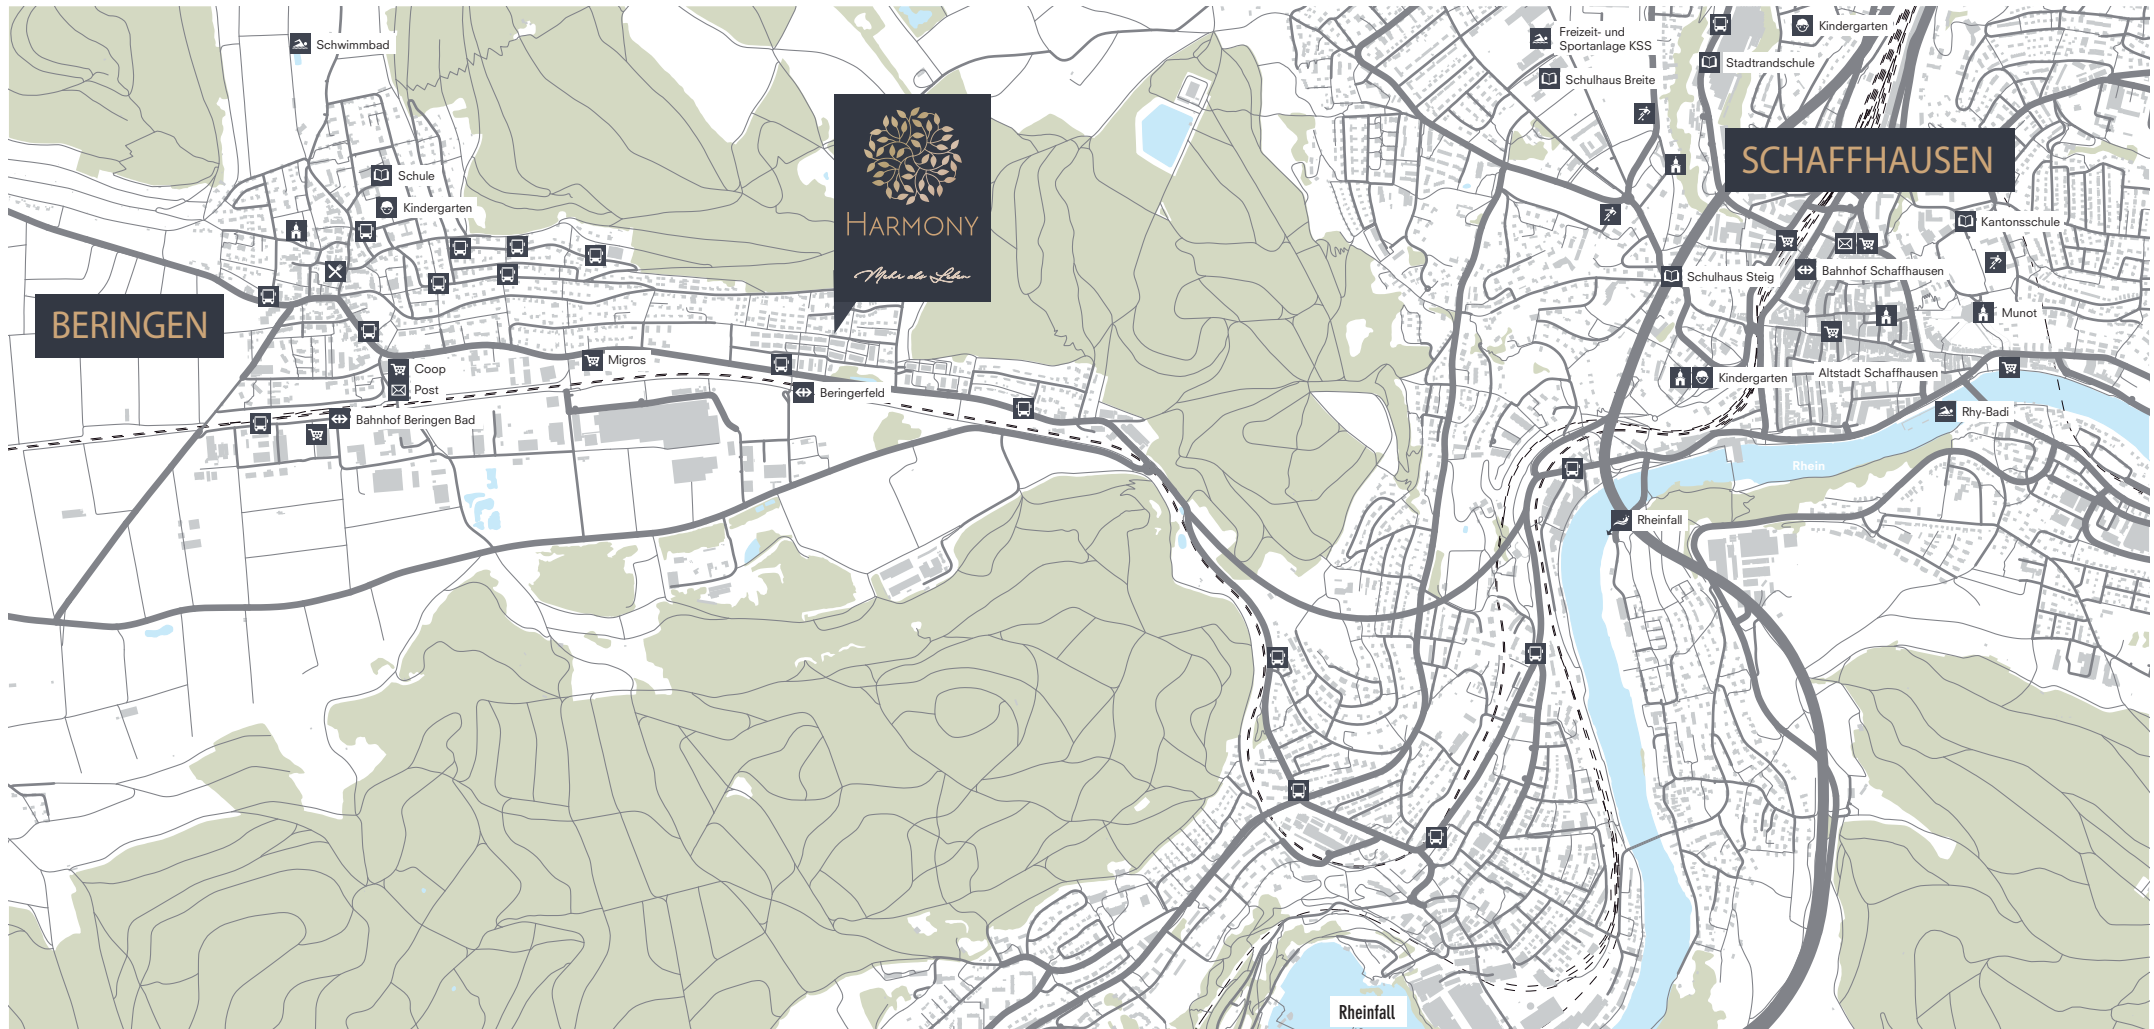 Schwimmbad
Schule
Kindergarten
BERINGEN
Coop
Post
Bahnhof Beringen Bad
Migros
Beringerfeld
HARMONY
Mehr als Leben
Freizeit- und
Sportanlage KSS
Schulhaus Breite
Kindergarten
Stadtrandschule
SCHAFFHAUSEN
Kantonsschule
Schulhaus Steig
Bahnhof Schaffhausen
Munot
Kindergarten
Altstadt Schaffhausen
Rhy-Badi
Rhein
Rheinfall
Rheinfall